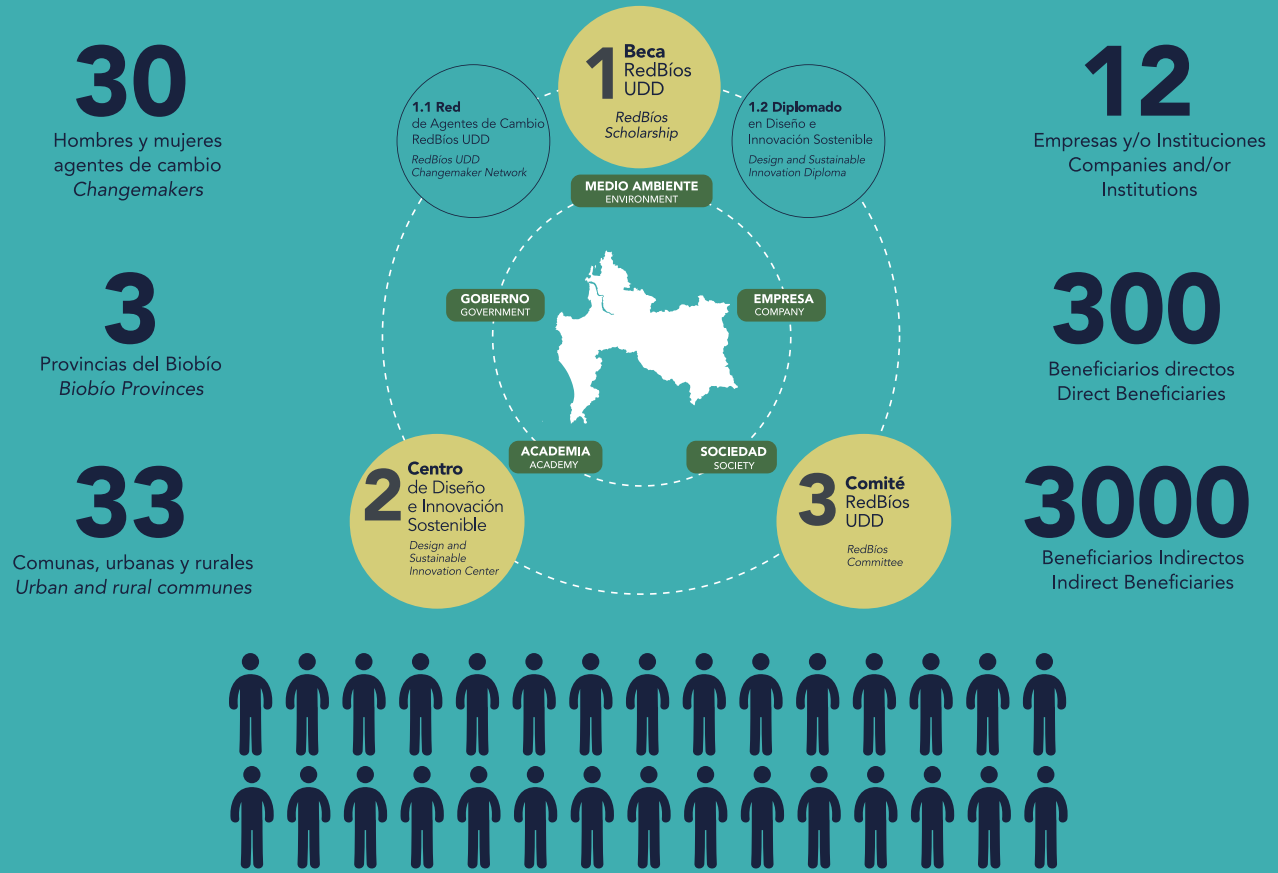 30
Hombres y mujeres
agentes de cambio
Changemakers
3
Provincias del Biobío
Biobío Provinces
33
Comunas, urbanas y rurales
Urban and rural communes
1
Beca
RedBíos
UDD
RedBíos
Scholarship
1.1 Red
de Agentes de Cambio
RedBíos UDD
RedBíos UDD
Changemaker Network
1.2 Diplomado
en Diseño e
Innovación Sostenible
Design and Sustainable
Innovation Diploma
MEDIO AMBIENTE
ENVIRONMENT
GOBIERNO
GOVERNMENT
EMPRESA
COMPANY
ACADEMIA
ACADEMY
SOCIEDAD
SOCIETY
2
Centro
de Diseño
e Innovación
Sostenible
Design and
Sustainable
Innovation Center
3
Comité
RedBíos
UDD
RedBíos
Committee
12
Empresas y/o Instituciones
Companies and/or
Institutions
300
Beneficiarios directos
Direct Beneficiaries
3000
Beneficiarios Indirectos
Indirect Beneficiaries